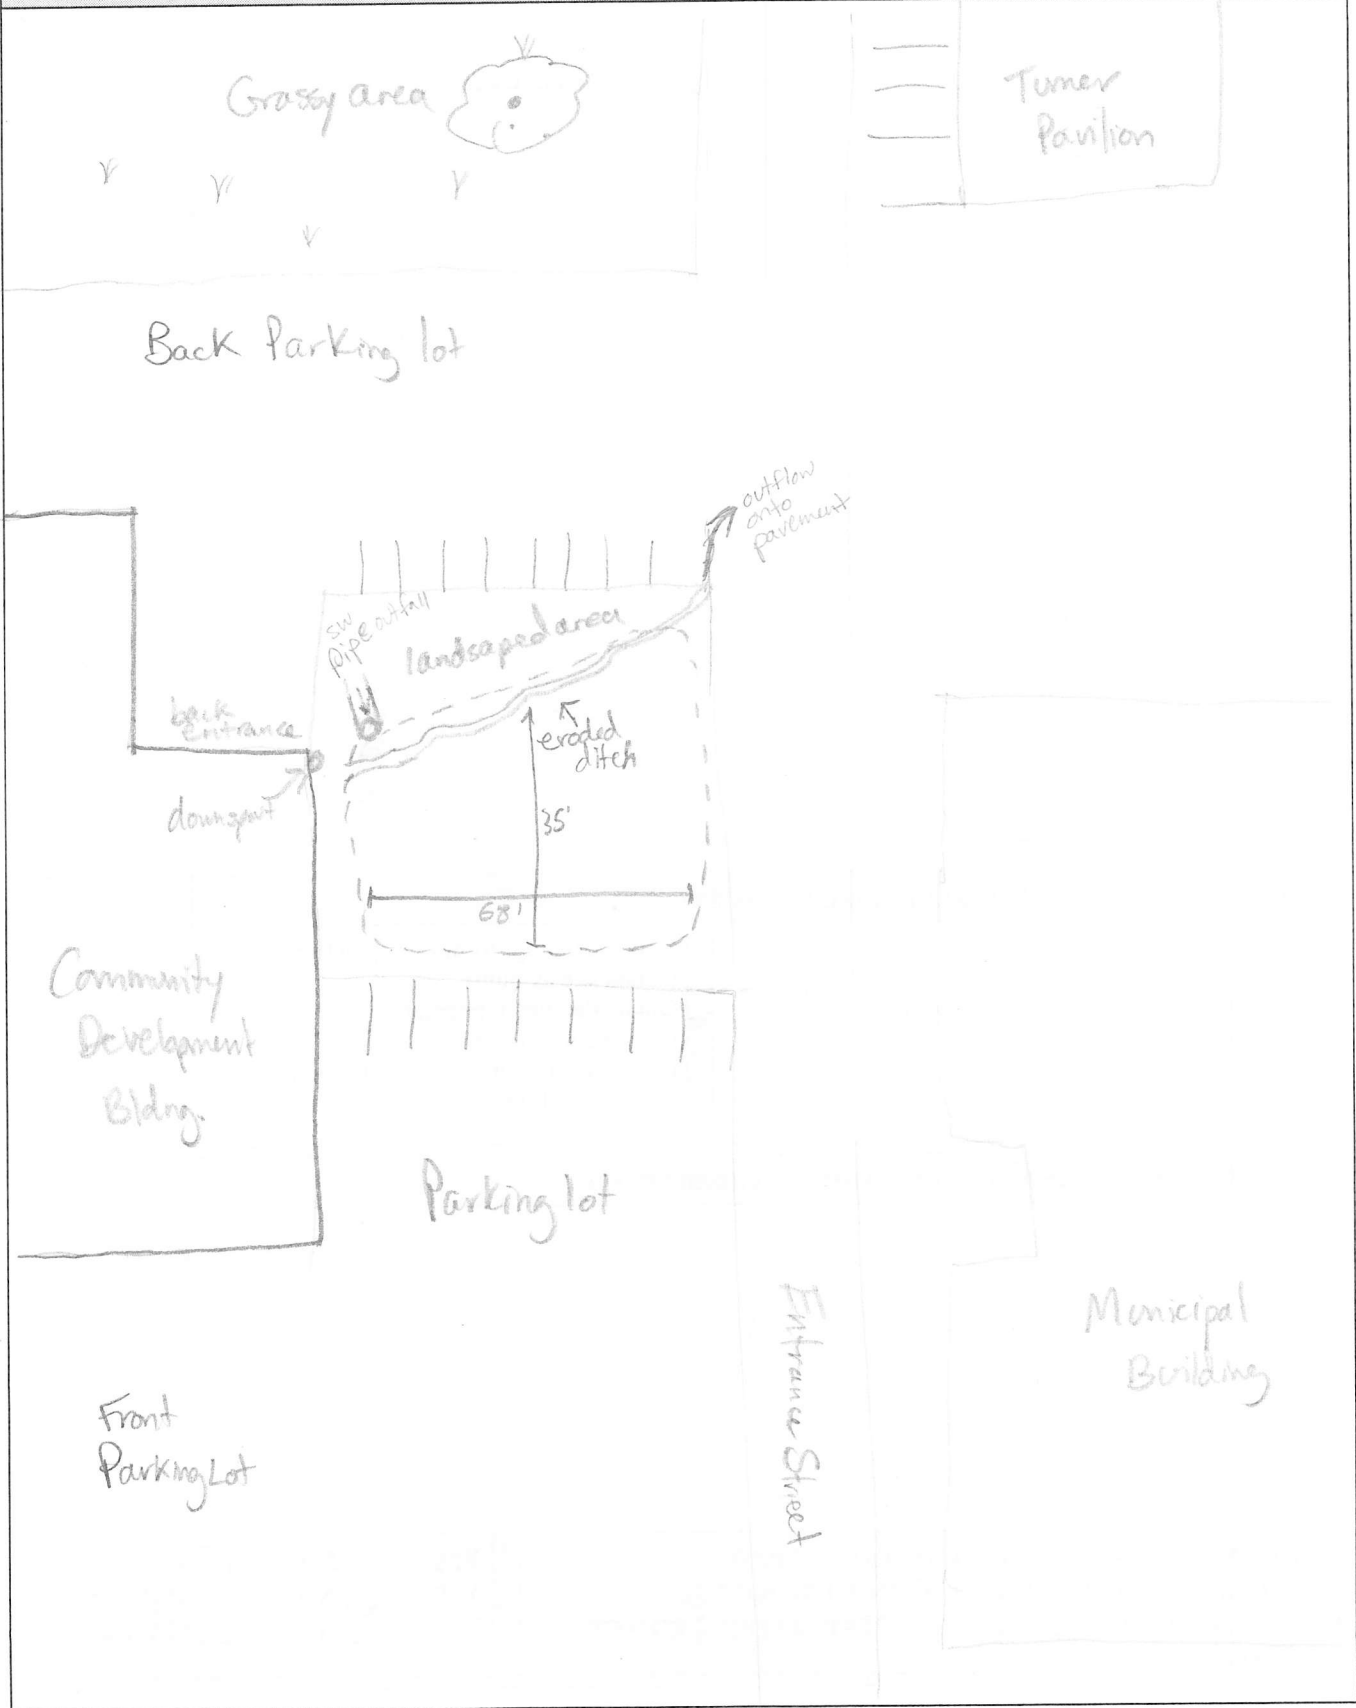 Grassy area
Turner
Pavilion
Back Parking lot
outflow
onto
pavement
SW
Pipe outfall
landsaped area
back
entrance
eroded
ditch
downspout
35'
68'
Community
Development
Bldng.
Parking lot
Entrance Street
Municipal
Building
Front
Parking Lot